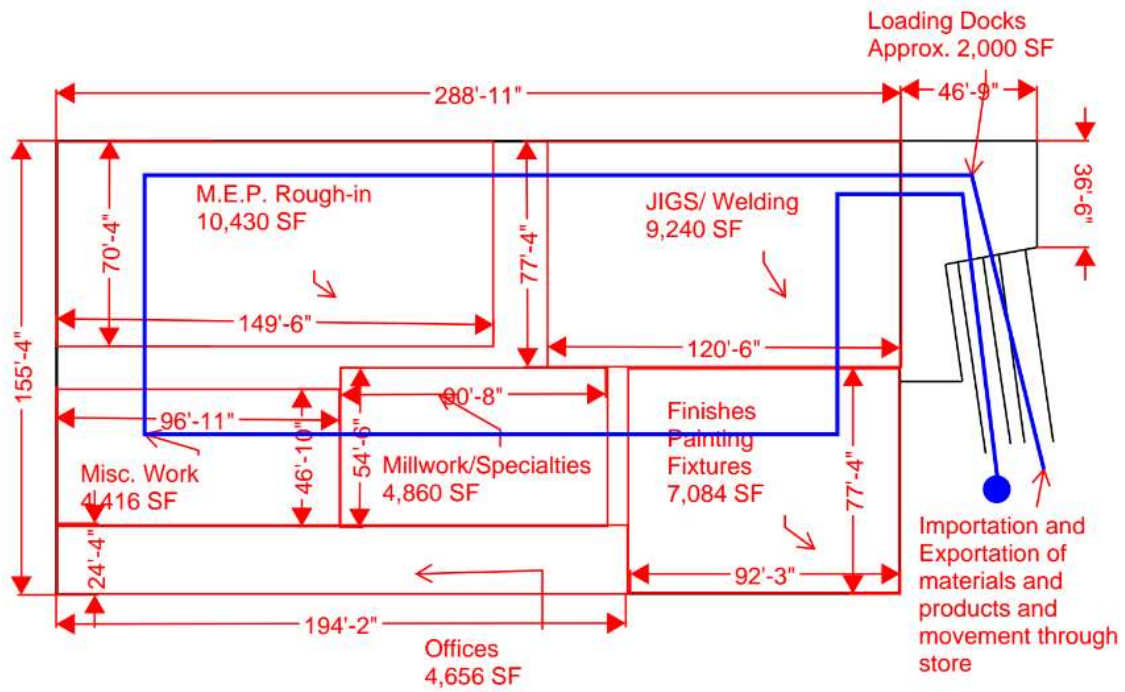 Loading Docks
Approx. 2,000 SF
288'-11"
46'-9"
36'-6"
M.E.P. Rough-in
10,430 SF
70'-4"
77'-4"
JIGS/ Welding
9,240 SF
149'-6"
120'-6"
155'-4"
96'-11"
46'-10"
54'-6"
90'-8"
Finishes
Painting
Fixtures
7,084 SF
77'-4"
Misc. Work
4,416 SF
Millwork/Specialties
4,860 SF
24'-4"
92'-3"
194'-2"
Offices
4,656 SF
Importation and
Exportation of
materials and
products and
movement through
store